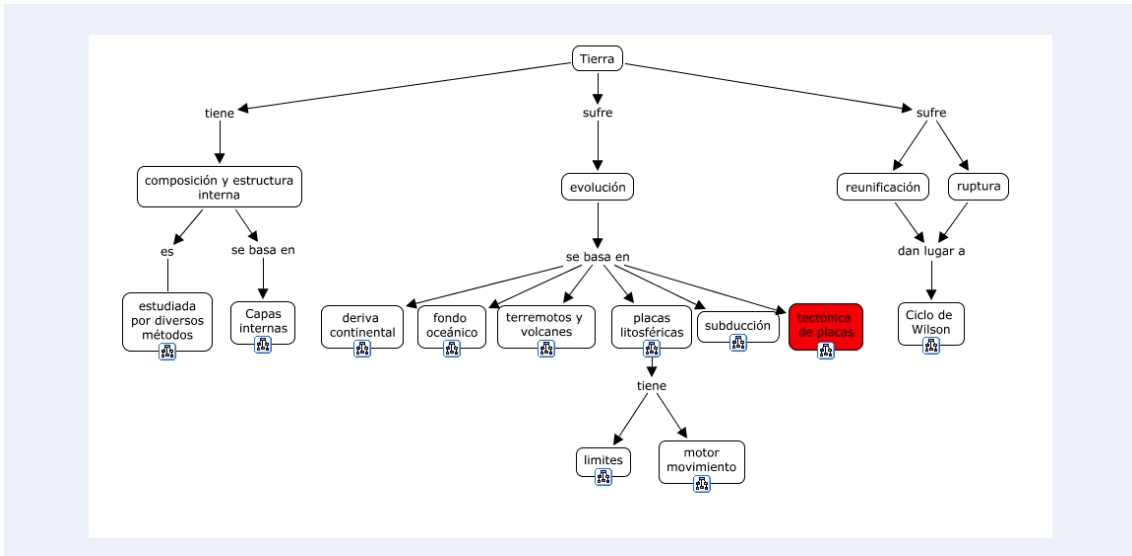 Tierra
tiene
sufre
sufre
composición y estructura
interna
evolución
reunificación
ruptura
es
se basa en
se basa en
dan lugar a
estudiada
por diversos
métodos
Capas
internas
deriva
continental
fondo
oceánico
terremotos y
volcanes
placas
litosféricas
subducción
tectónica
de placas
Ciclo de
Wilson
tiene
limites
motor
movimiento